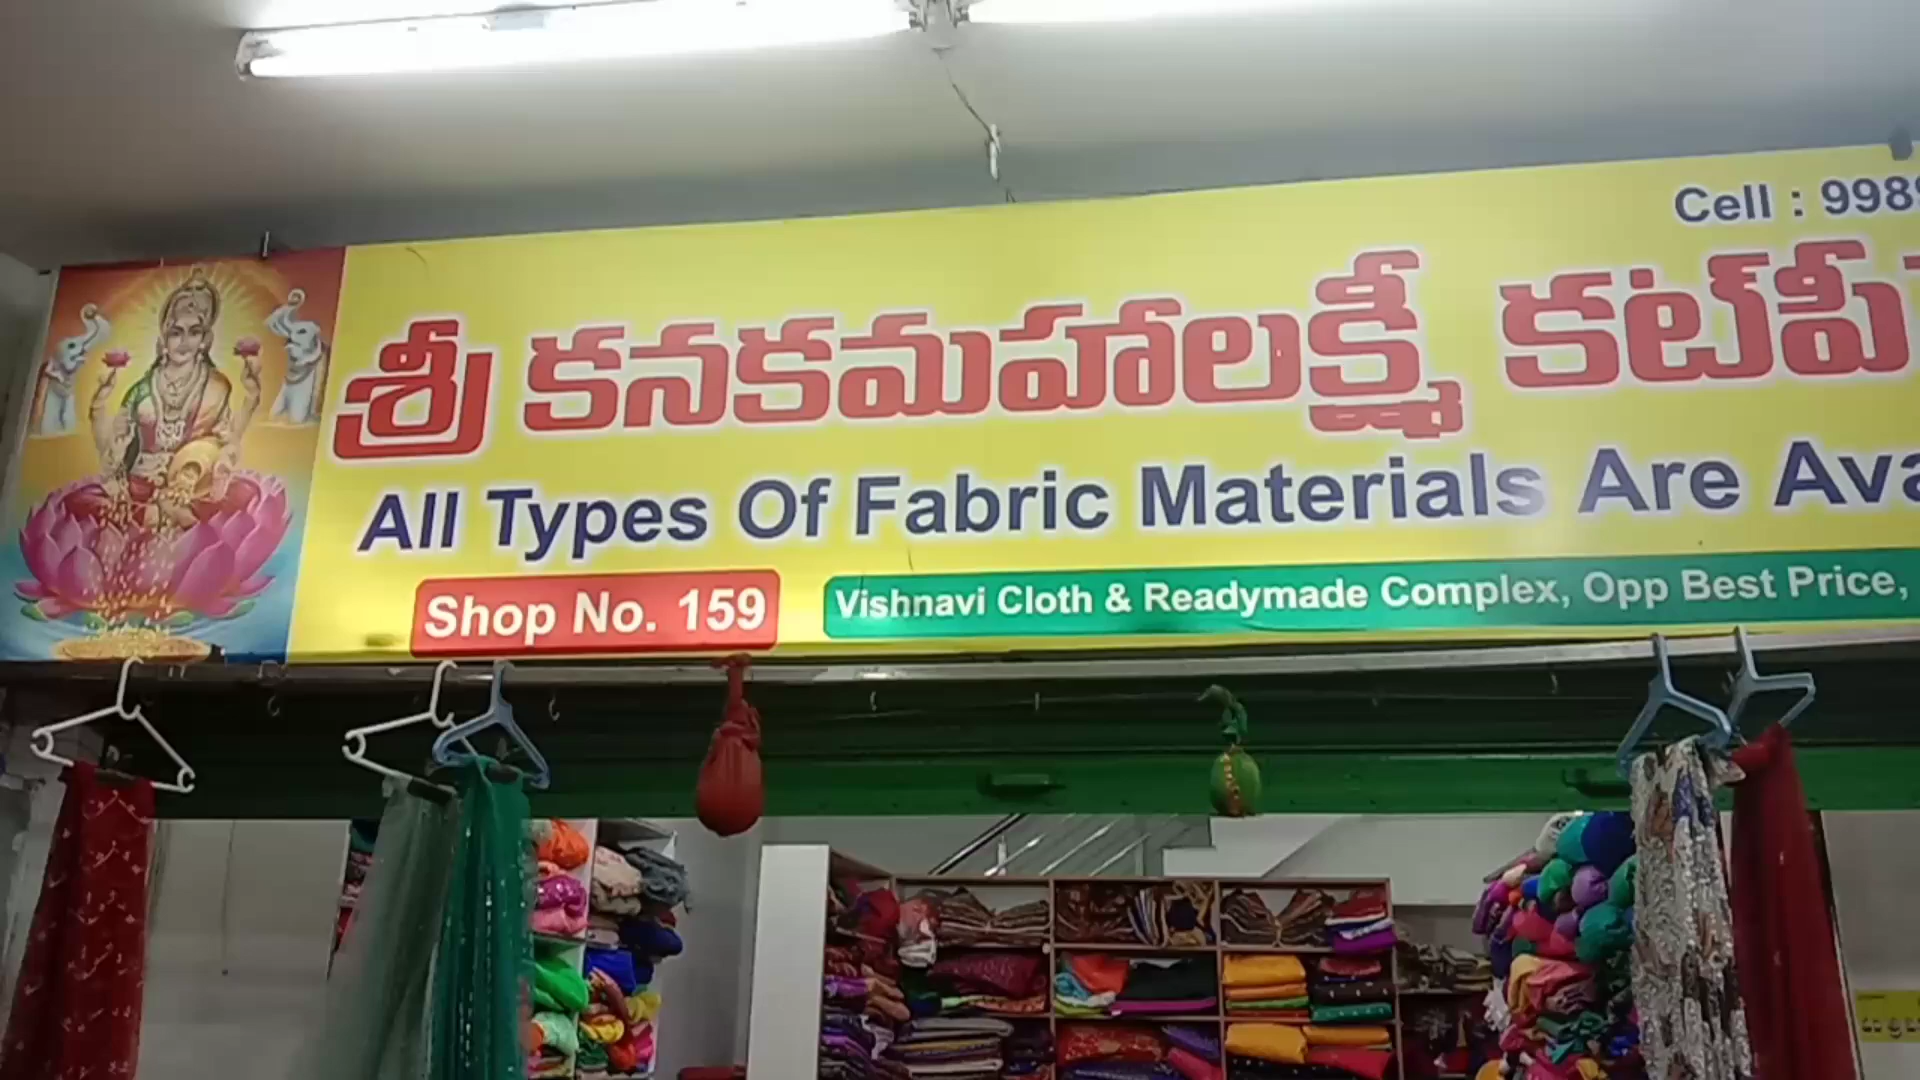 Cell : 998
శ్రీ కనకమహాలక్ష్మీ కట్‌పీ
All Types Of Fabric Materials Are Ava
Shop No. 159
Vishnavi Cloth & Readymade Complex, Opp Best Price,